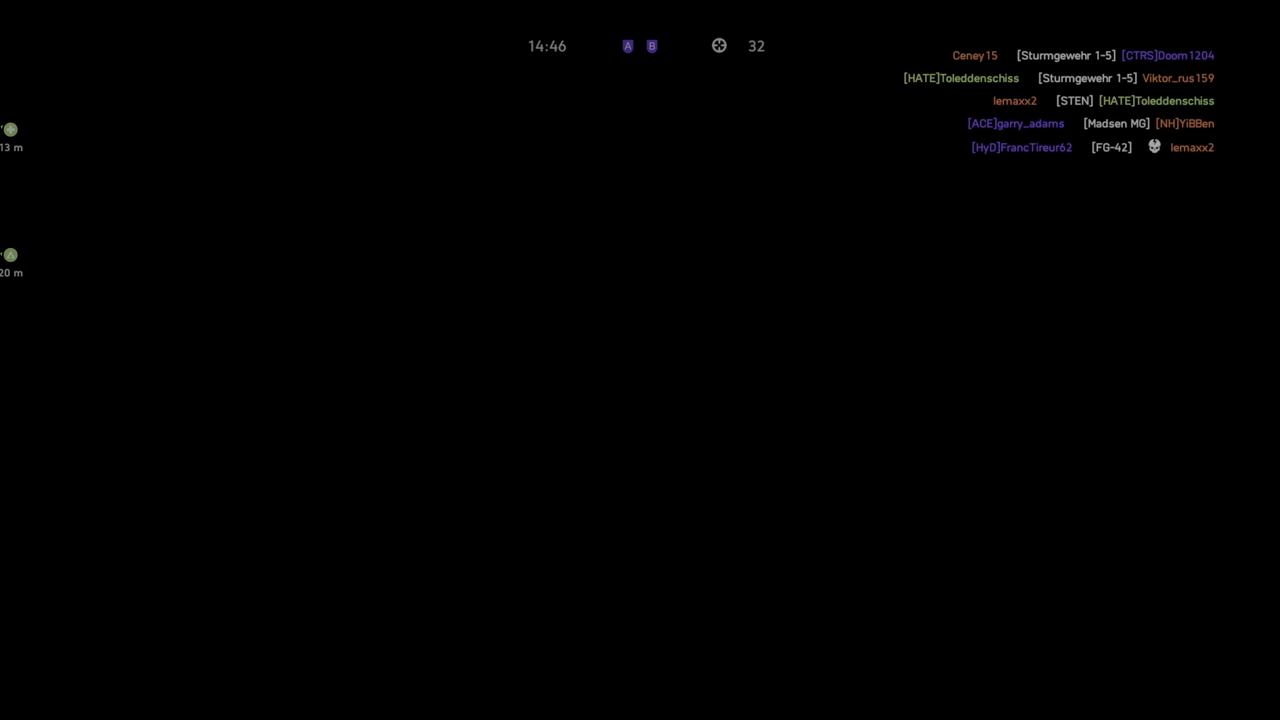 14:46 A B 32
Ceney15 [Sturmgewehr 1-5] [CTRS]Doom1204
[HATE]Toleddenschiss [Sturmgewehr 1-5] Viktor_rus159
lemaxx2 [STEN] [HATE]Toleddenschiss
[ACE]garry_adams [Madsen MG] [NH]YiBBen
[HyD]FrancTireur62 [FG-42] lemaxx2
13 m
20 m